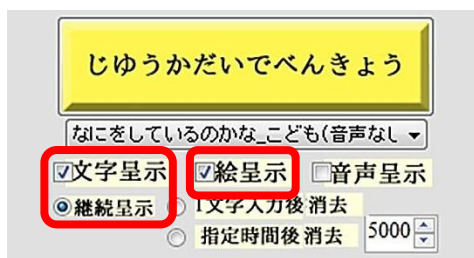 じゆうかだいでべんきょう
なにをしているのかな_こども(音声なし
文字呈示 絵呈示 音声呈示
継続呈示 1文字入力後 消去
指定時間後 消去 5000